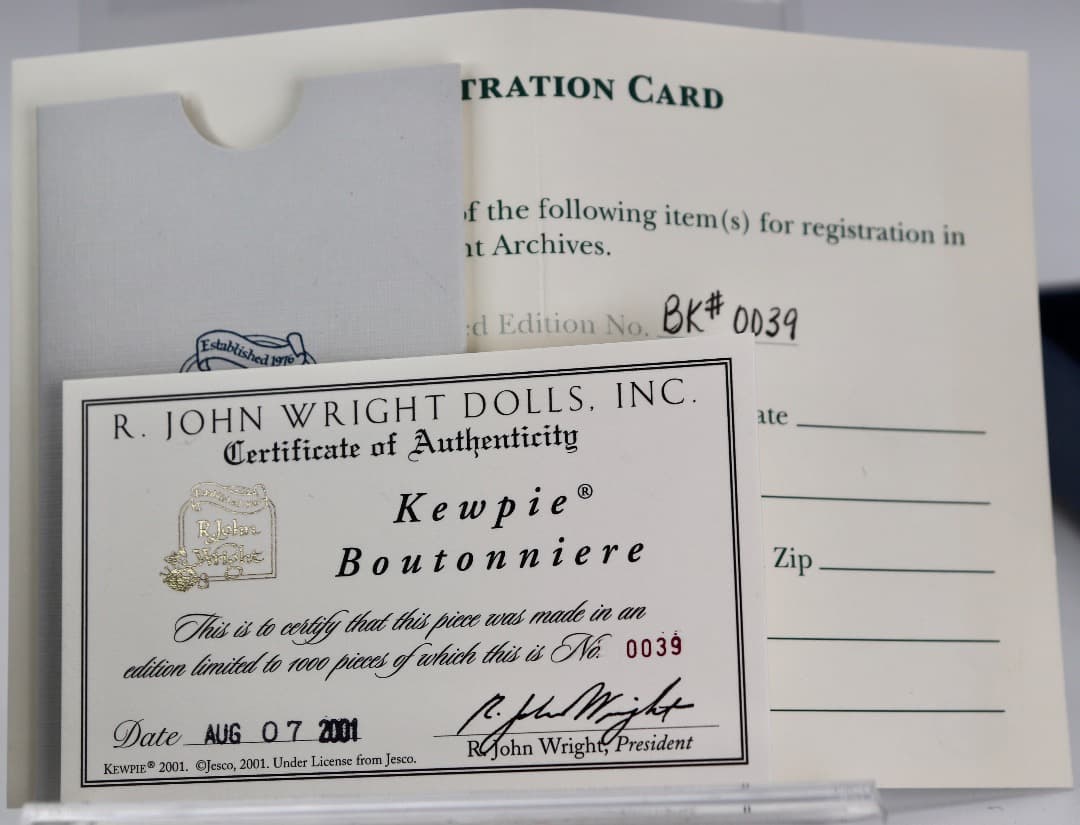 TRATION CARD
of the following item(s) for registration in
nt Archives.
d Edition No. BK# 0039
ate
Zip
Established 1976
R. JOHN WRIGHT DOLLS, INC.
Certificate of Authenticity
R. John
Wright
Kewpie®
Boutonniere
This is to certify that this piece was made in an
edition limited to 1000 pieces of which this is No. 0039
Date AUG 07 2001
R. John Wright
R. John Wright, President
KEWPIE® 2001. ©Jesco, 2001. Under License from Jesco.